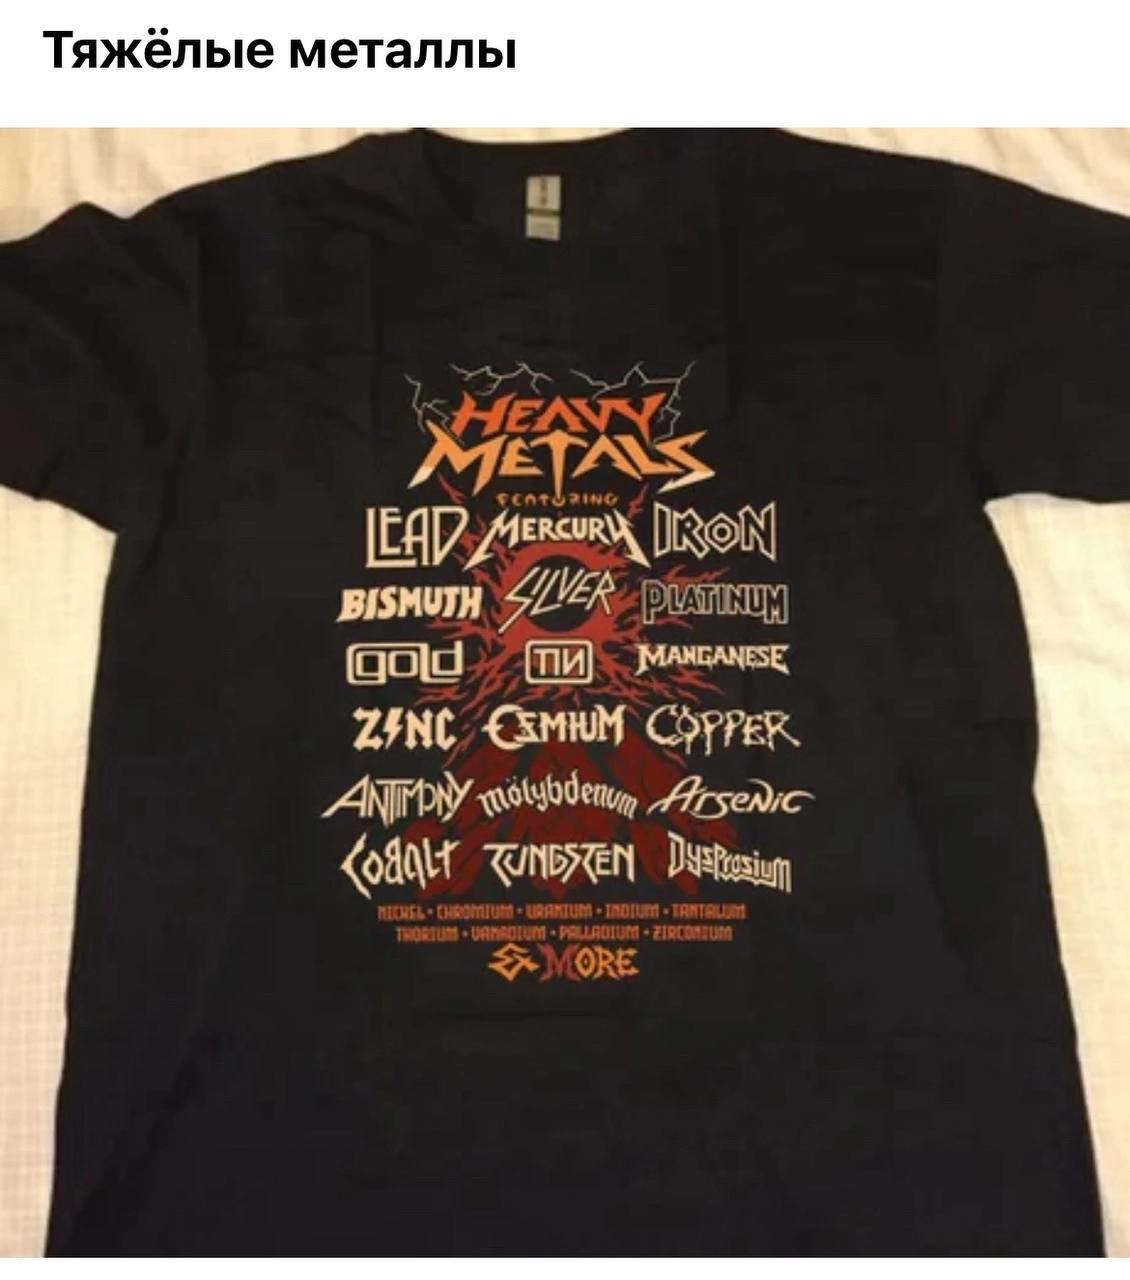 Тяжёлые металлы
HEAVY
METALS
FEATURING
LEAD MERCURY IRON
BISMUTH SILVER PLATINUM
gold TIN MANGANESE
ZINC CADMIUM COPPER
ANTIMONY mölybdenum ArseNic
CoBalt TUNGSTEN Dysprosium
NICKEL • CHROMIUM • URANIUM • INDIUM • TANTALUM
THORIUM • VANADIUM • PALLADIUM • ZIRCONIUM
& MORE